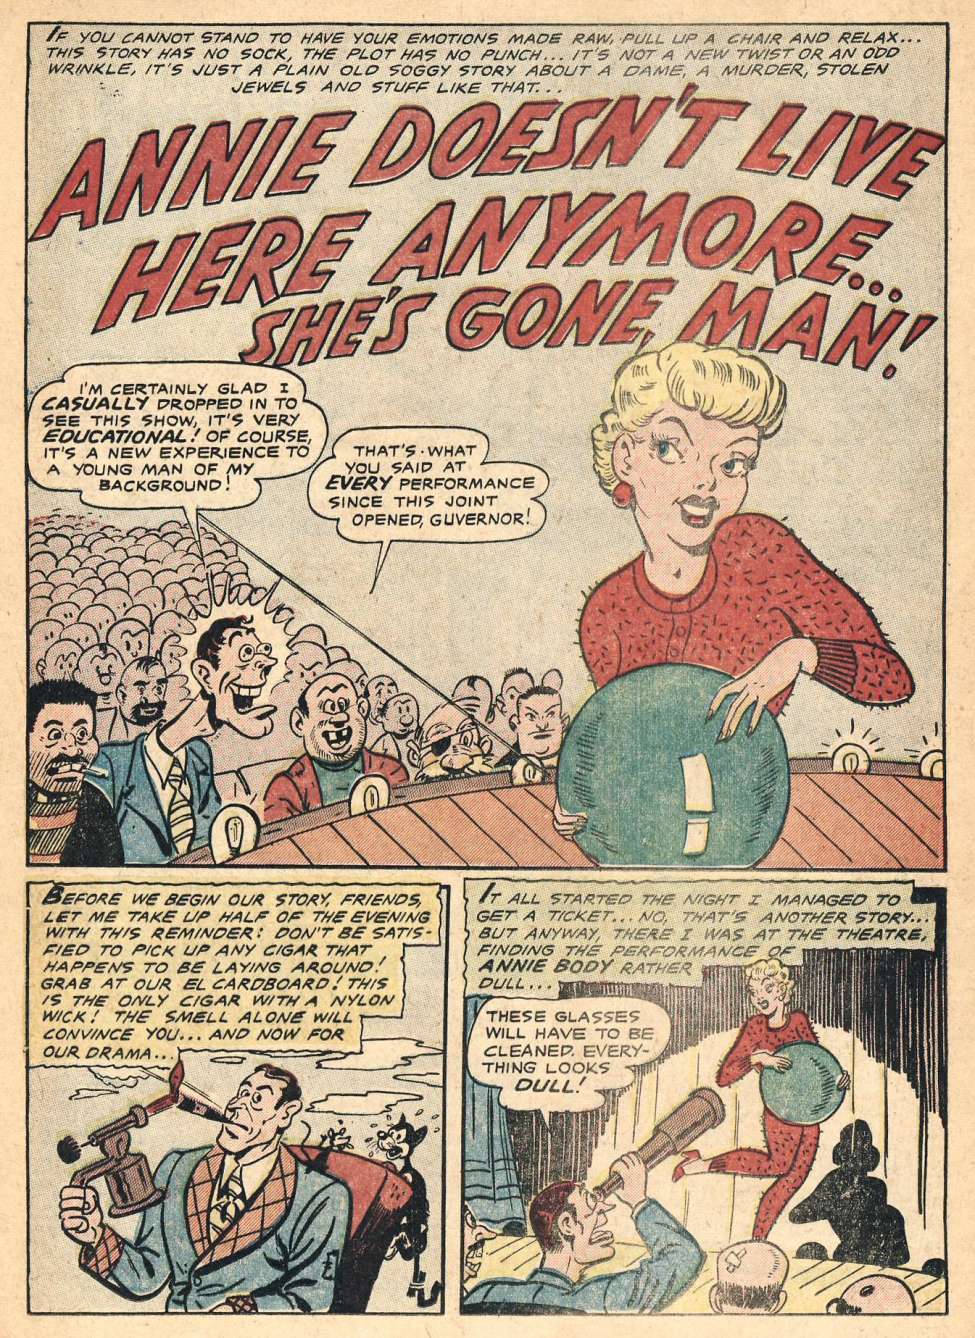 IF YOU CANNOT STAND TO HAVE YOUR EMOTIONS MADE RAW, PULL UP A CHAIR AND RELAX...
THIS STORY HAS NO SOCK, THE PLOT HAS NO PUNCH... IT'S NOT A NEW TWIST OR AN ODD
WRINKLE, IT'S JUST A PLAIN OLD SOGGY STORY ABOUT A DAME, A MURDER, STOLEN
JEWELS AND STUFF LIKE THAT...
ANNIE DOESN'T LIVE
HERE ANYMORE...
SHE'S GONE, MAN!
I'M CERTAINLY GLAD I
CASUALLY DROPPED IN TO
SEE THIS SHOW, IT'S VERY
EDUCATIONAL! OF COURSE,
IT'S A NEW EXPERIENCE TO
A YOUNG MAN OF MY
BACKGROUND!
THAT'S WHAT
YOU SAID AT
EVERY PERFORMANCE
SINCE THIS JOINT
OPENED, GUVERNOR!
BEFORE WE BEGIN OUR STORY, FRIENDS,
LET ME TAKE UP HALF OF THE EVENING
WITH THIS REMINDER: DON'T BE SATIS-
FIED TO PICK UP ANY CIGAR THAT
HAPPENS TO BE LAYING AROUND!
GRAB AT OUR EL CARDBOARD! THIS
IS THE ONLY CIGAR WITH A NYLON
WICK! THE SMELL ALONE WILL
CONVINCE YOU... AND NOW FOR
OUR DRAMA...
IT ALL STARTED THE NIGHT I MANAGED TO
GET A TICKET... NO, THAT'S ANOTHER STORY...
BUT ANYWAY, THERE I WAS AT THE THEATRE,
FINDING THE PERFORMANCE OF
ANNIE BODY RATHER
DULL...
THESE GLASSES
WILL HAVE TO BE
CLEANED. EVERY-
THING LOOKS
DULL!